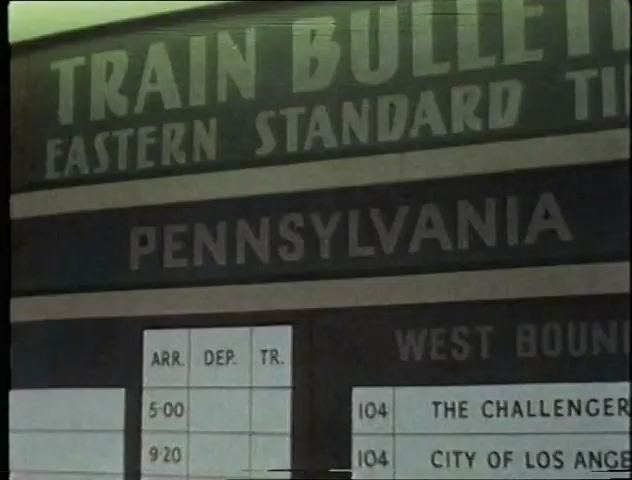 TRAIN BULLETI
EASTERN STANDARD TI
PENNSYLVANIA
WEST BOUN
ARR. DEP. TR.
5:00
9:20
104 THE CHALLENGER
104 CITY OF LOS ANGE